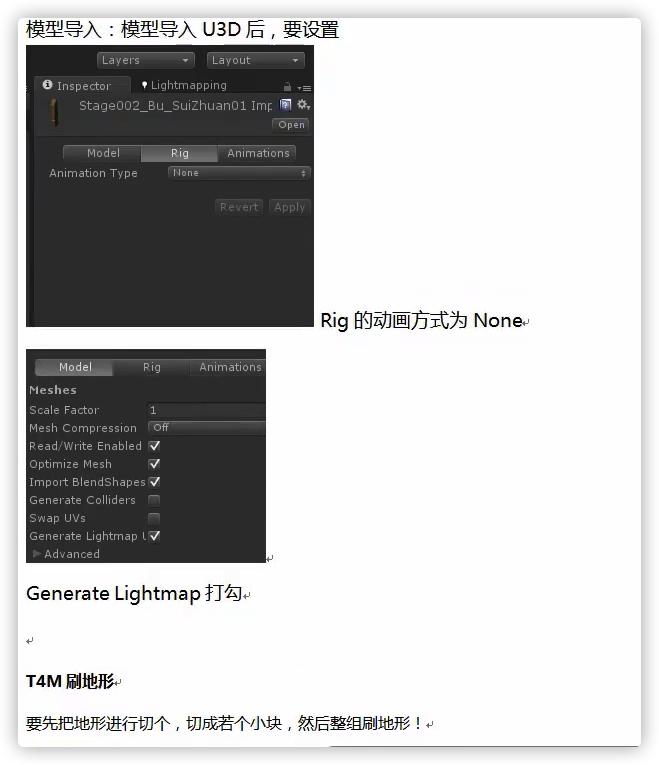 模型导入：模型导入 U3D 后，要设置
Layers Layout
Inspector Lightmapping
Stage002_Bu_SuiZhuan01 Imp
Open
Model Rig Animations
Animation Type None
Revert Apply
Rig 的动画方式为 None
Model Rig Animations
Meshes
Scale Factor 1
Mesh Compression Off
Read/Write Enabled
Optimize Mesh
Import BlendShapes
Generate Colliders
Swap UVs
Generate Lightmap U
Advanced
Generate Lightmap 打勾
T4M 刷地形
要先把地形进行切个，切成若个小块，然后整组刷地形！